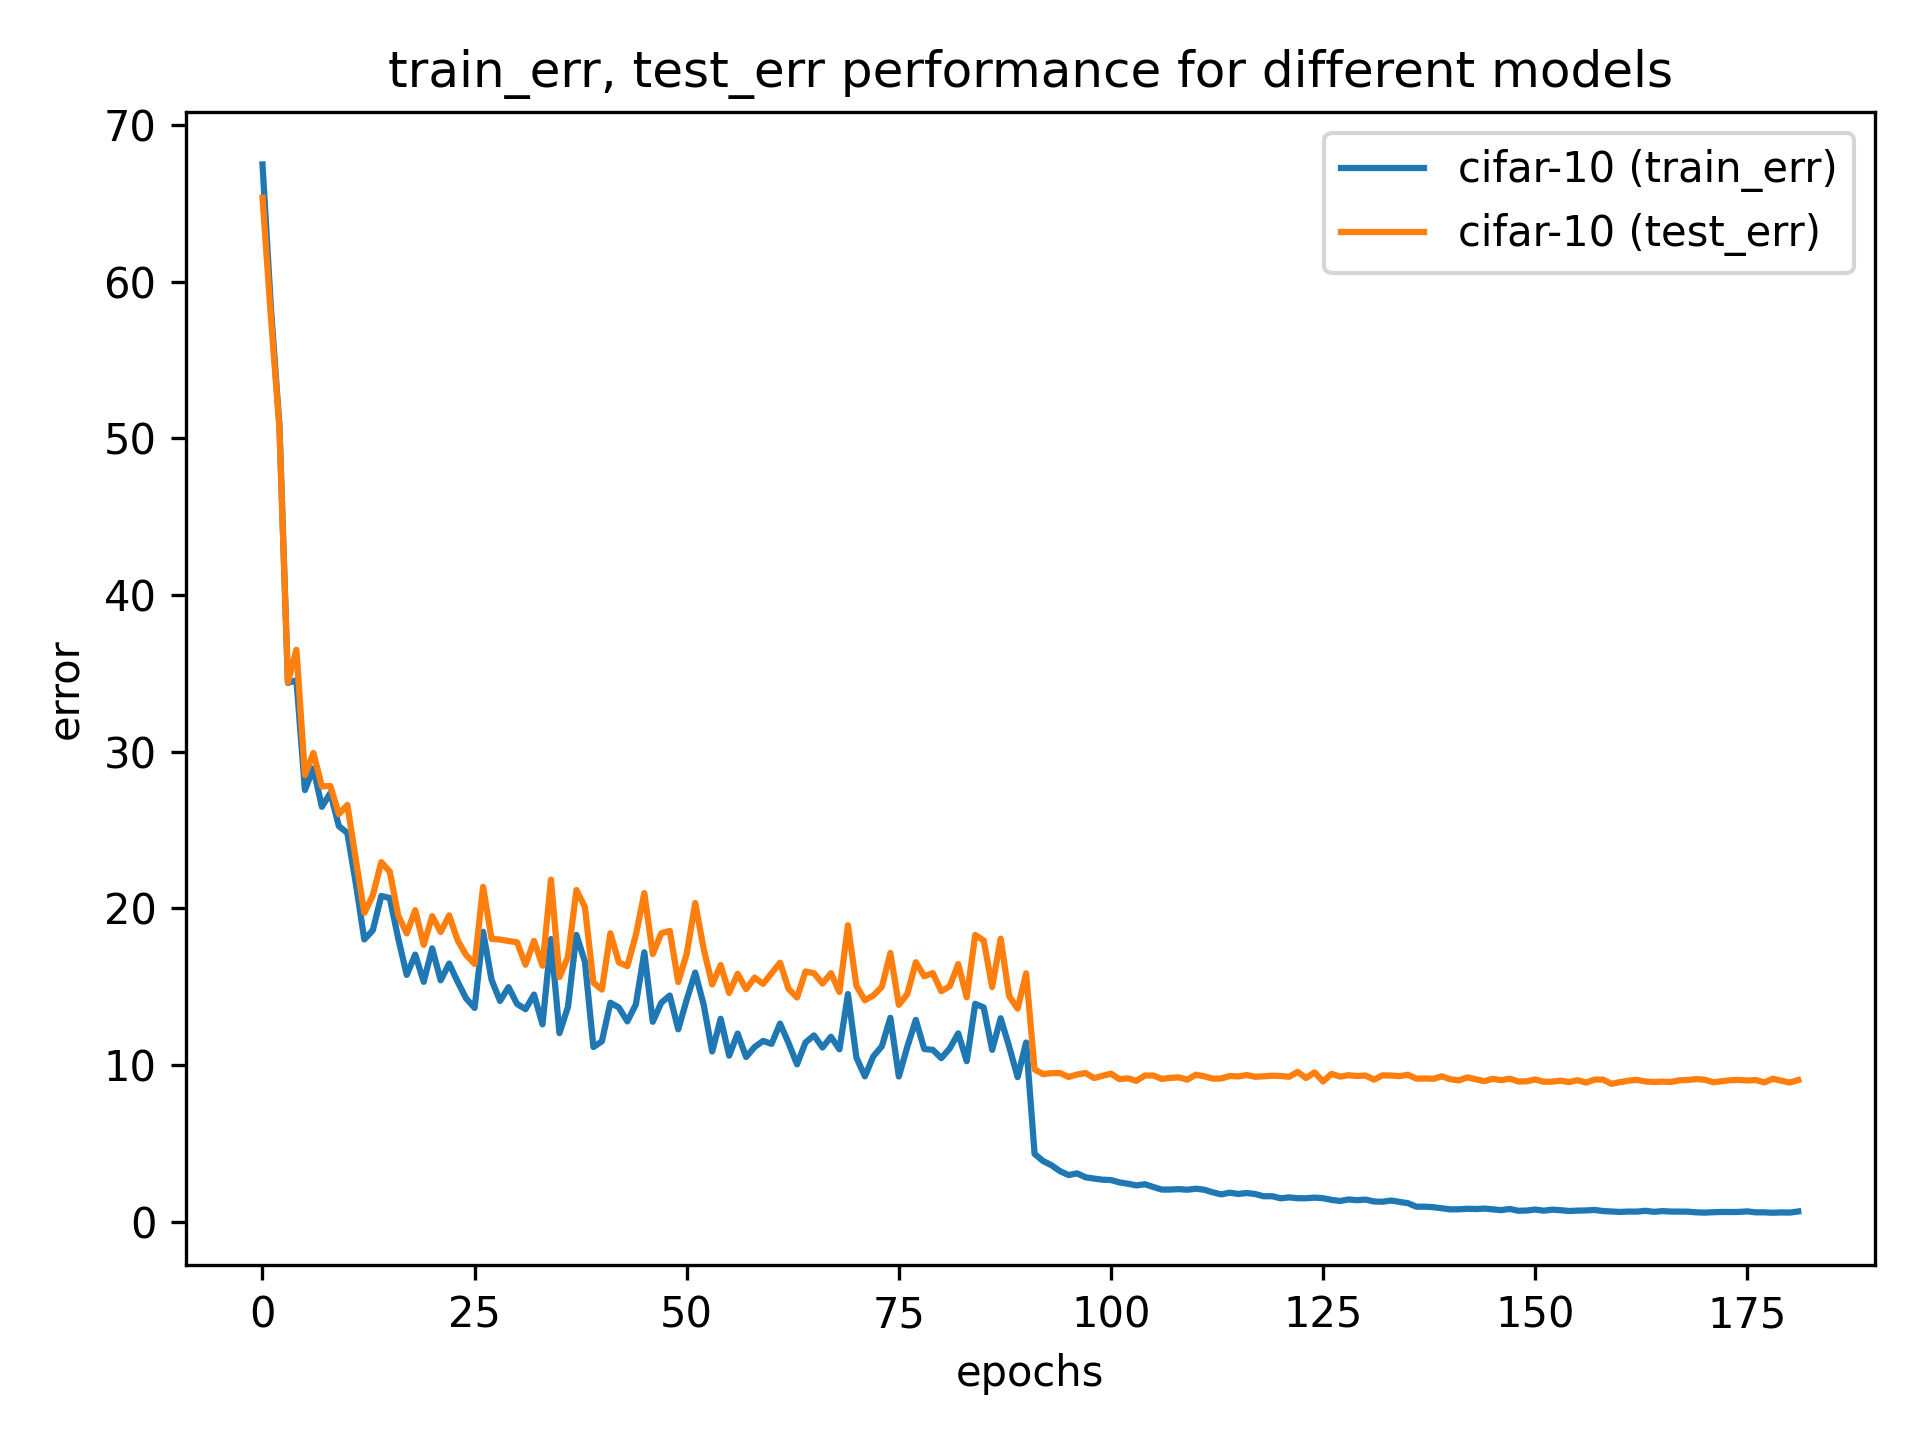 train_err, test_err performance for different models
70
60
50
40
30
20
10
0
error
cifar-10 (train_err)
cifar-10 (test_err)
0 25 50 75 100 125 150 175
epochs